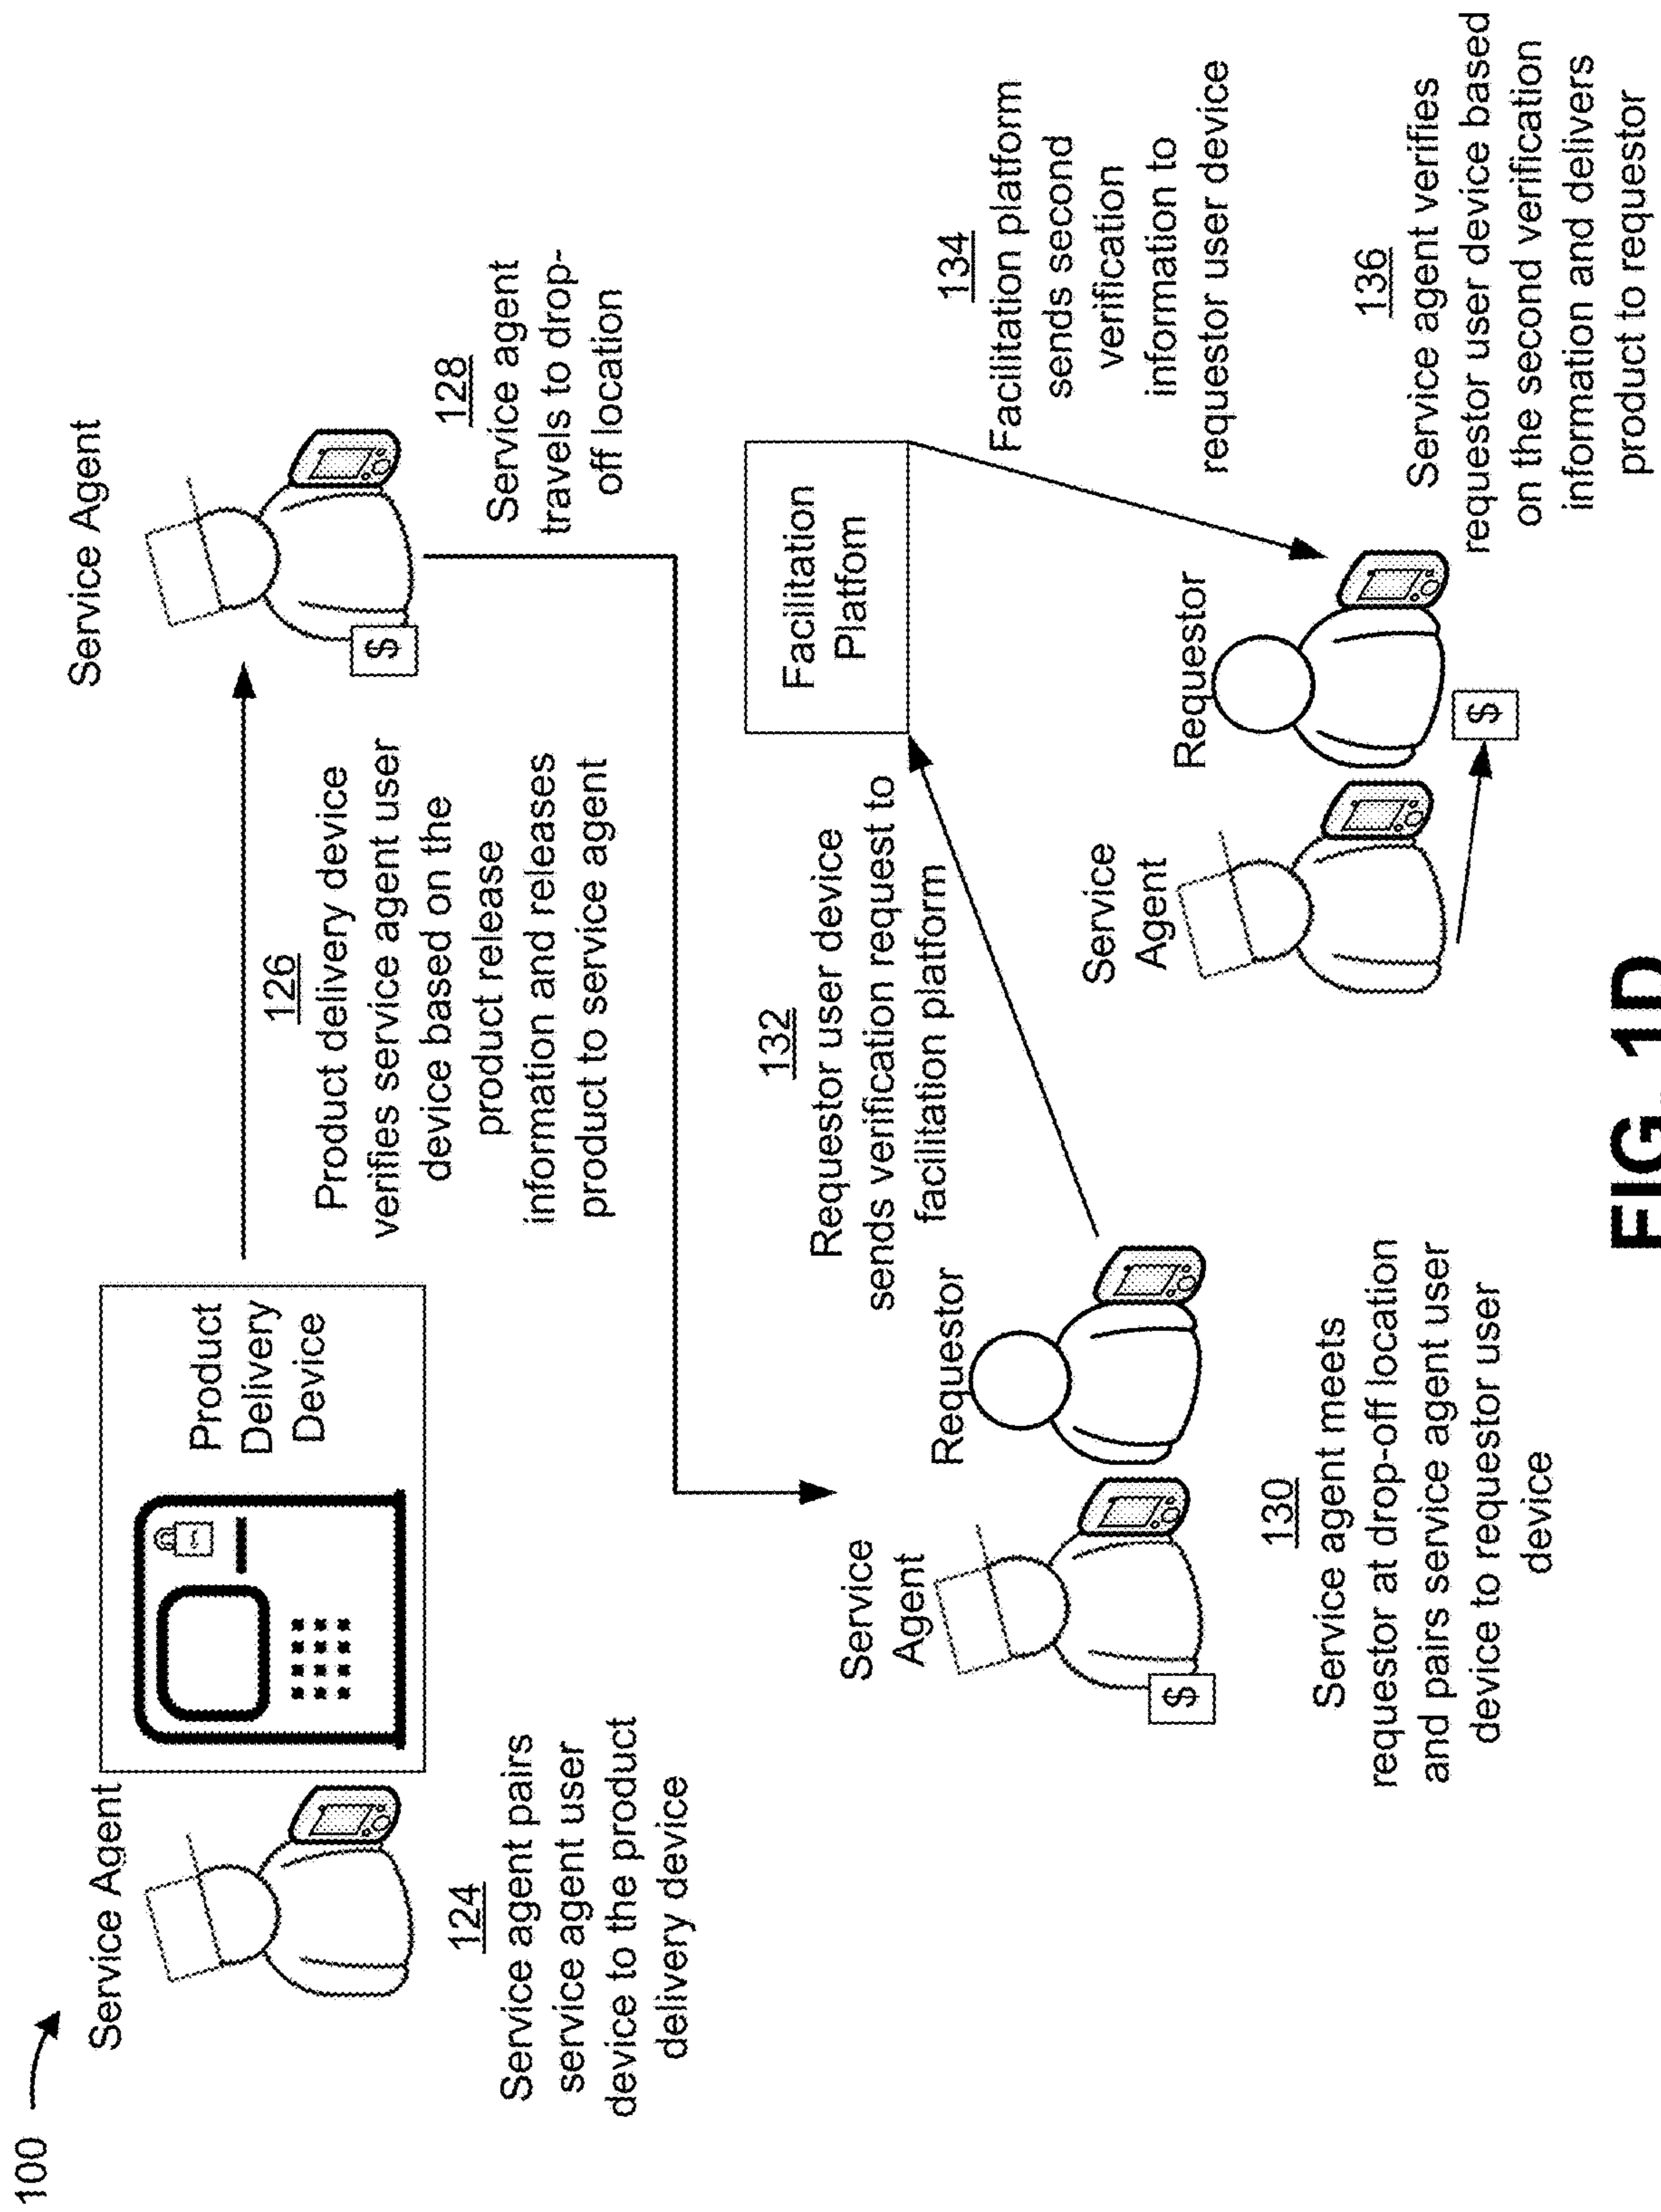 100
Service Agent
Product
Delivery
Device
Service Agent
124
Service agent pairs
service agent user
device to the product
delivery device
126
Product delivery device
verifies service agent user
device based on the
product release
information and releases
product to service agent
$
128
Service agent
travels to drop-
off location
Service
Agent
Requestor
$
130
Service agent meets
requestor at drop-off location
and pairs service agent user
device to requestor user
device
132
Requestor user device
sends verification request to
facilitation platform
Facilitation
Platfom
134
Facilitation platform
sends second
verification
information to
requestor user device
Service
Agent
Requestor
$
136
Service agent verifies
requestor user device based
on the second verification
information and delivers
product to requestor
FIG. 1D